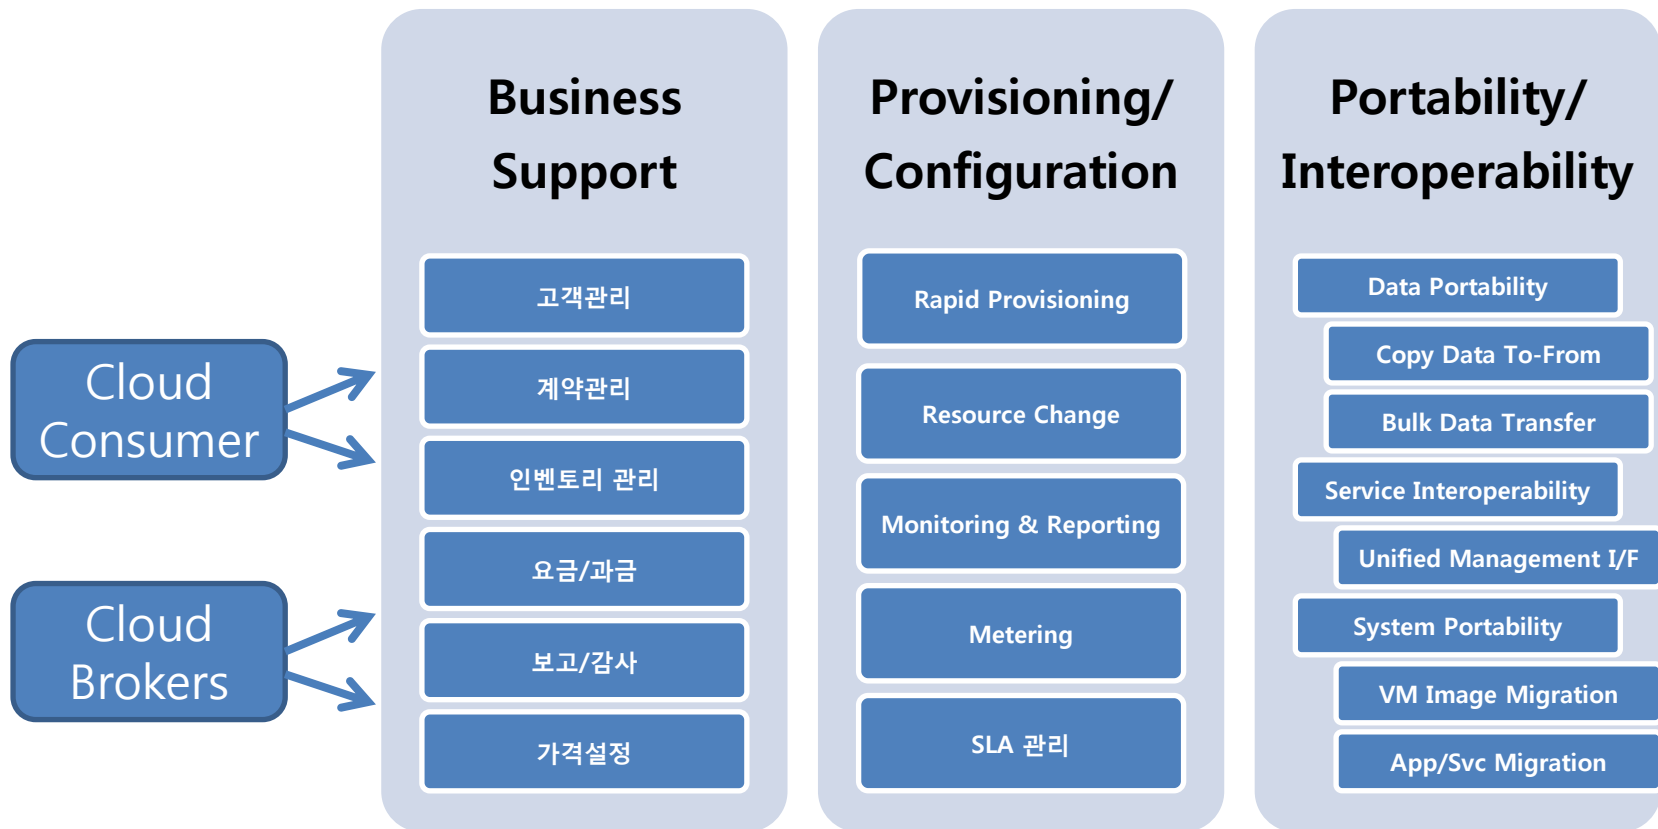 Cloud
Consumer
Cloud
Brokers
Business
Support
고객관리
계약관리
인벤토리 관리
요금/과금
보고/감사
가격설정
Provisioning/
Configuration
Rapid Provisioning
Resource Change
Monitoring & Reporting
Metering
SLA 관리
Portability/
Interoperability
Data Portability
Copy Data To-From
Bulk Data Transfer
Service Interoperability
Unified Management I/F
System Portability
VM Image Migration
App/Svc Migration